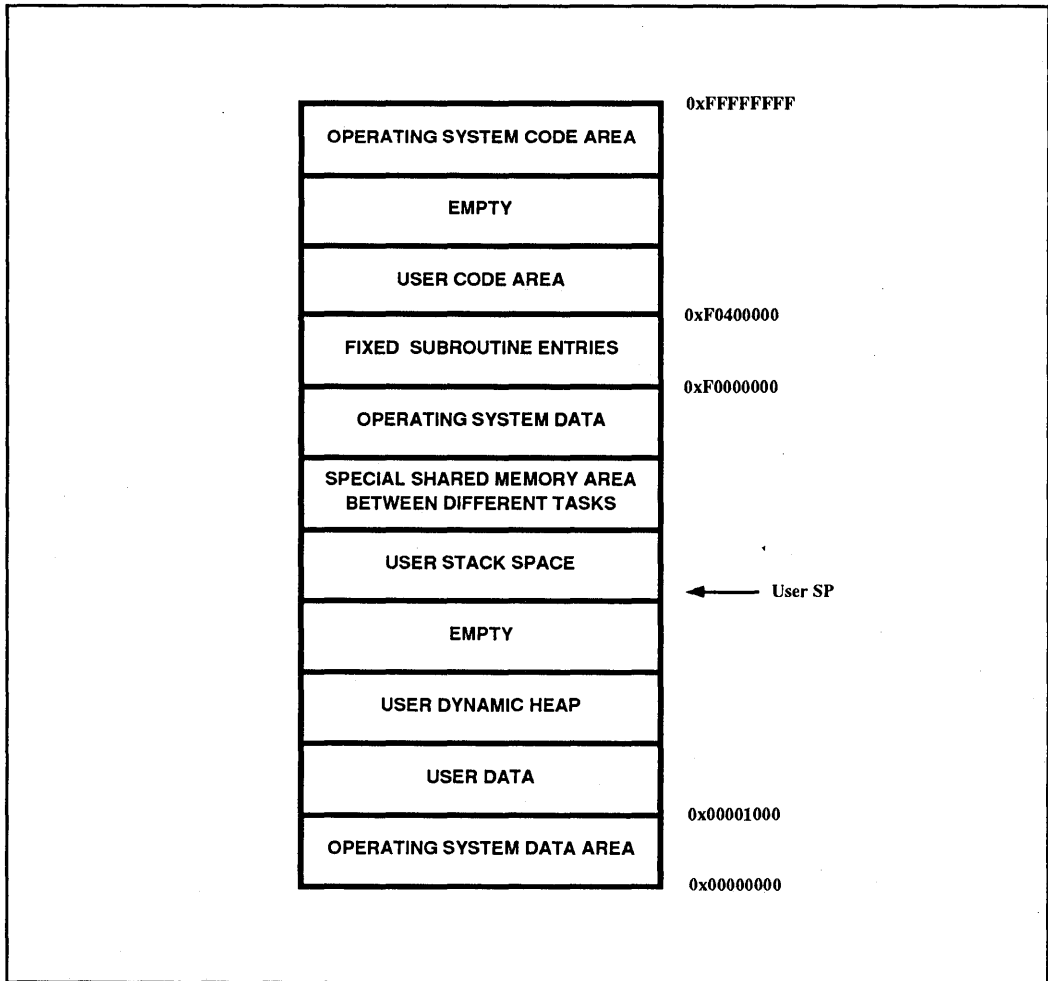 0xFFFFFFFF
OPERATING SYSTEM CODE AREA
EMPTY
USER CODE AREA
0xF0400000
FIXED SUBROUTINE ENTRIES
0xF0000000
OPERATING SYSTEM DATA
SPECIAL SHARED MEMORY AREA
BETWEEN DIFFERENT TASKS
USER STACK SPACE
User SP
EMPTY
USER DYNAMIC HEAP
USER DATA
0x00001000
OPERATING SYSTEM DATA AREA
0x00000000